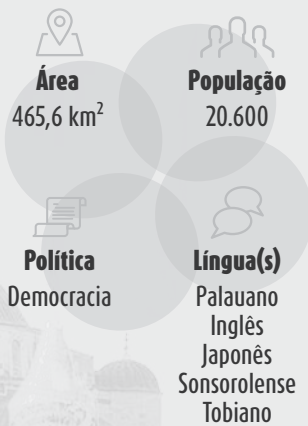 Área
465,6 km²
População
20.600
Política
Democracia
Língua(s)
Palauano
Inglês
Japonês
Sonsorolense
Tobiano